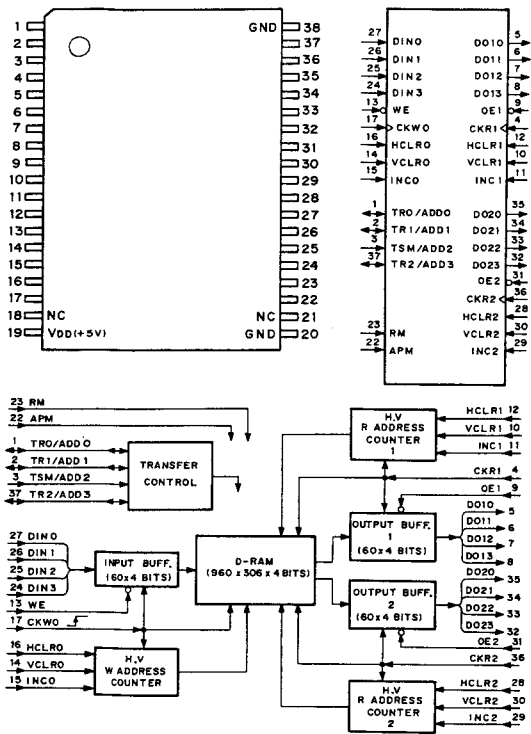 1 GND 38
2 37
3 36
4 35
5 34
6 33
7 32
8 31
9 30
10 29
11 28
12 27
13 26
14 25
15 24
16 23
17 22
18 NC NC 21
19 VDD(+5V) GND 20
27 DIN0 DO10 5
26 DIN1 DO11 6
25 DIN2 DO12 7
24 DIN3 DO13 8
13 WE OE1 9
17 CKW0 CKR1 4
16 HCLR0 HCLR1 12
14 VCLR0 VCLR1 10
15 INC0 INC1 11
1 TR0/ADD0 DO20 35
2 TR1/ADD1 DO21 34
3 TSM/ADD2 DO22 33
37 TR2/ADD3 DO23 32
OE2 31
CKR2 36
HCLR2 28
23 RM VCLR2 30
22 APM INC2 29
23 RM
22 APM
1 TR0/ADD0
2 TR1/ADD1
3 TSM/ADD2
37 TR2/ADD3
TRANSFER
CONTROL
H.V
R ADDRESS
COUNTER
1
HCLR1 12
VCLR1 10
INC1 11
CKR1 4
OE1 9
27 DIN0
26 DIN1
25 DIN2
24 DIN3
13 WE
17 CKW0
INPUT BUFF.
(60x4 BITS)
D-RAM
(960 x 306 x 4 BITS)
OUTPUT BUFF.
1
(60x4 BITS)
DO10 5
DO11 6
DO12 7
DO13 8
OUTPUT BUFF.
2
(60x4 BITS)
DO20 35
DO21 34
DO22 33
DO23 32
OE2 31
CKR2 36
16 HCLR0
14 VCLR0
15 INC0
H.V
W ADDRESS
COUNTER
H.V
R ADDRESS
COUNTER
2
HCLR2 28
VCLR2 30
INC2 29